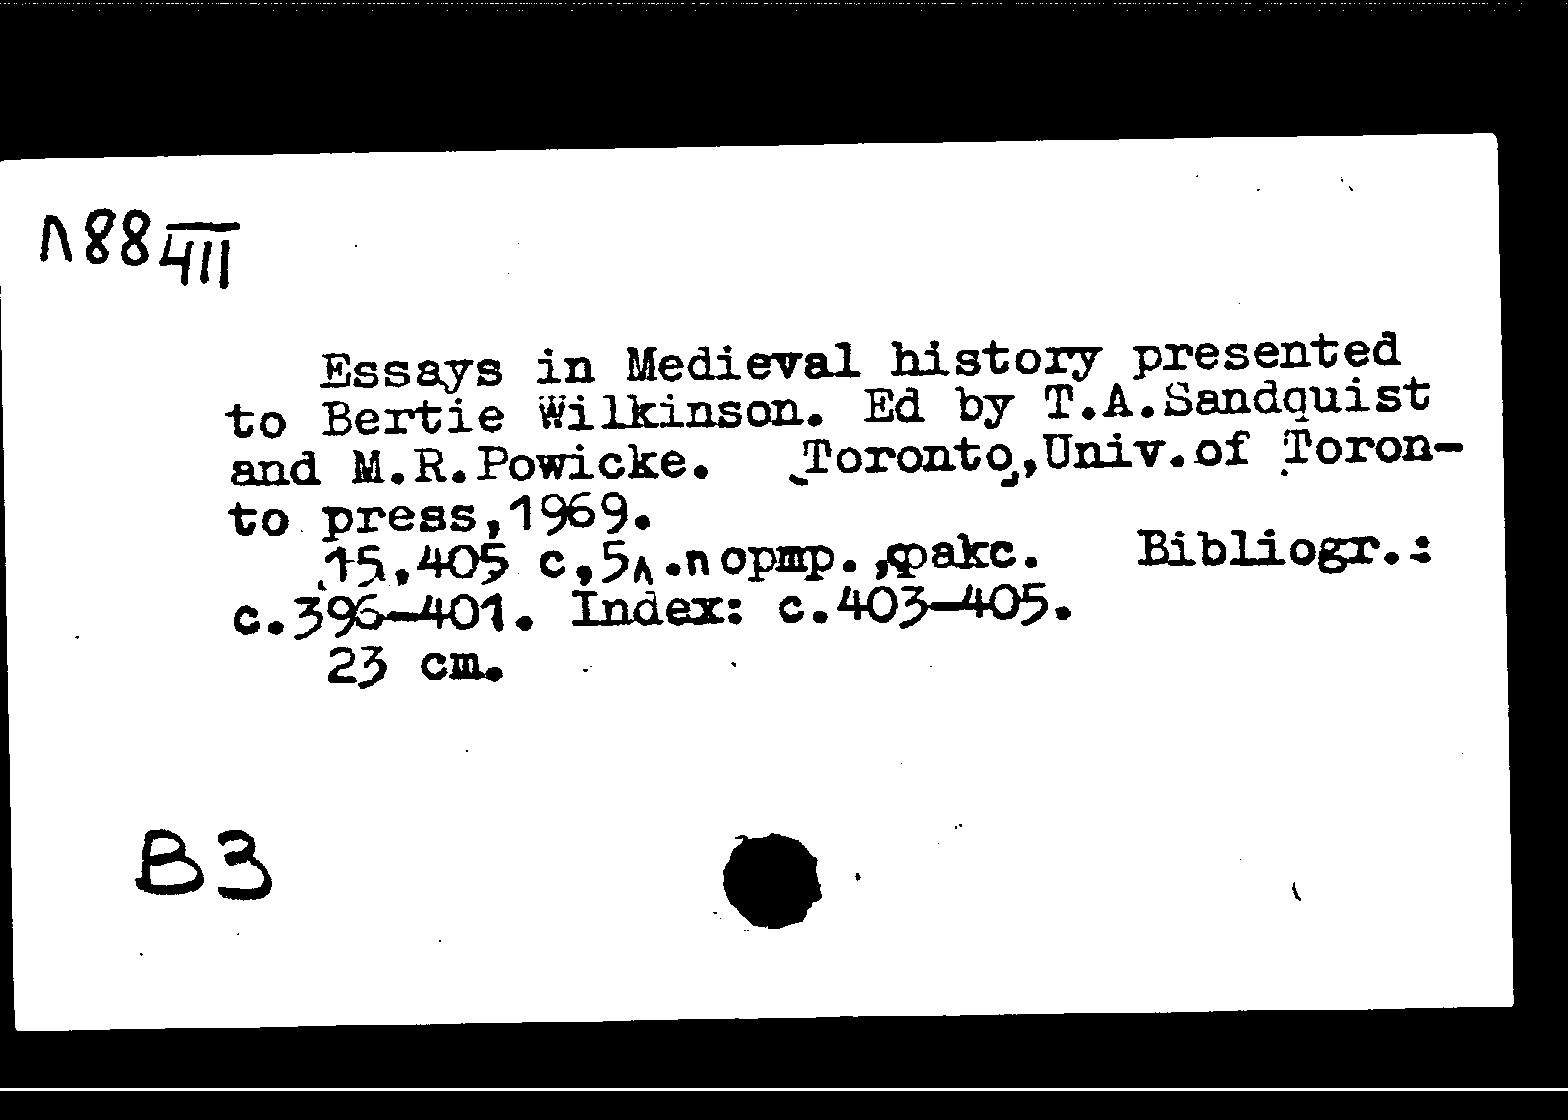 Л88
411
Essays in Medieval history presented
to Bertie Wilkinson. Ed by T.A.Sandquist
and M.R.Powicke. Toronto,Univ.of Toron-
to press,1969.
15,405 с,5л.портр.,факс. Bibliogr.:
с.396-401. Index: с.403-405.
23 cm.
B3